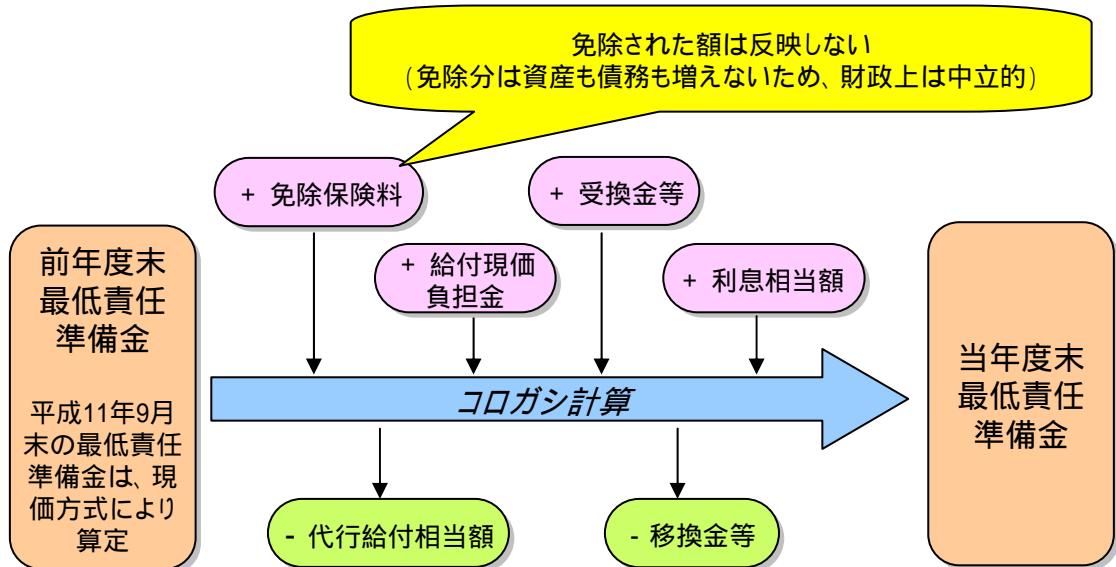 免除された額は反映しない
(免除分は資産も債務も増えないため、財政上は中立的)
+ 免除保険料
+ 受換金等
+ 給付現価
負担金
+ 利息相当額
前年度末
最低責任
準備金
平成11年9月
末の最低責任
準備金は、現
価方式により
算定
コロガシ計算
当年度末
最低責任
準備金
- 代行給付相当額
- 移換金等